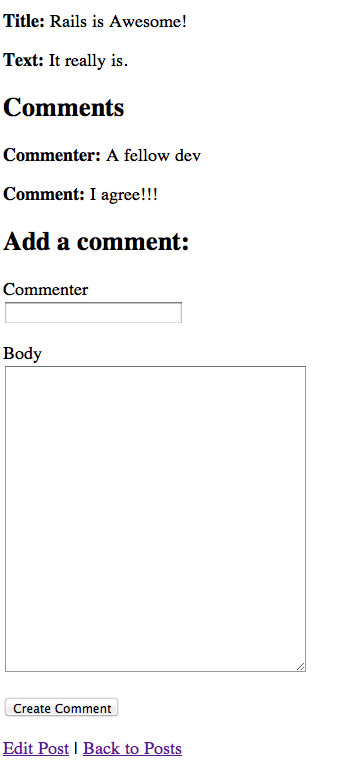 Title: Rails is Awesome!
Text: It really is.
Comments
Commenter: A fellow dev
Comment: I agree!!!
Add a comment:
Commenter
Body
Create Comment
Edit Post | Back to Posts